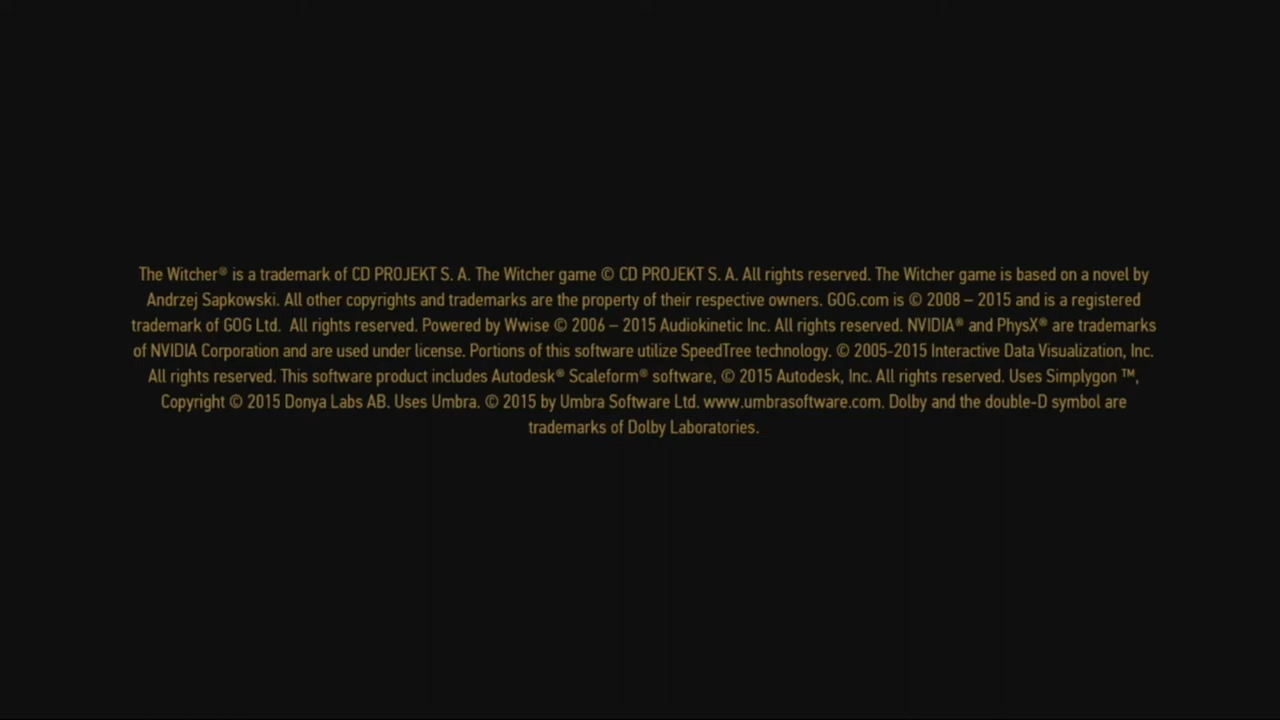 The Witcher® is a trademark of CD PROJEKT S. A. The Witcher game © CD PROJEKT S. A. All rights reserved. The Witcher game is based on a novel by
Andrzej Sapkowski. All other copyrights and trademarks are the property of their respective owners. GOG.com is © 2008 – 2015 and is a registered
trademark of GOG Ltd.  All rights reserved. Powered by Wwise © 2006 – 2015 Audiokinetic Inc. All rights reserved. NVIDIA® and PhysX® are trademarks
of NVIDIA Corporation and are used under license. Portions of this software utilize SpeedTree technology. © 2005-2015 Interactive Data Visualization, Inc.
All rights reserved. This software product includes Autodesk® Scaleform® software, © 2015 Autodesk, Inc. All rights reserved. Uses Simplygon ™,
Copyright © 2015 Donya Labs AB. Uses Umbra. © 2015 by Umbra Software Ltd. www.umbrasoftware.com. Dolby and the double-D symbol are
trademarks of Dolby Laboratories.